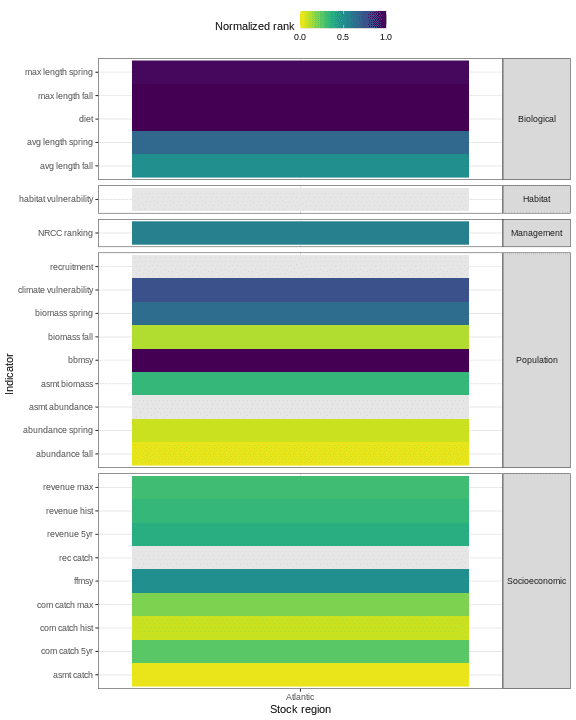 Normalized rank
0.0 0.5 1.0
max length spring
max length fall
diet
avg length spring
avg length fall
Biological
habitat vulnerability
Habitat
NRCC ranking
Management
recruitment
climate vulnerability
biomass spring
biomass fall
bbmsy
asmt biomass
asmt abundance
abundance spring
abundance fall
Population
revenue max
revenue hist
revenue 5yr
rec catch
ffmsy
com catch max
com catch hist
com catch 5yr
asmt catch
Socioeconomic
Indicator
Atlantic
Stock region